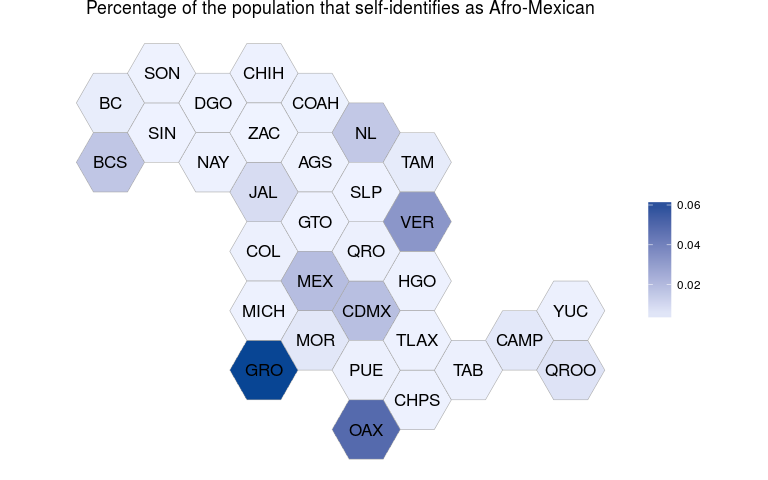 Percentage of the population that self-identifies as Afro-Mexican
SON
CHIH
BC
DGO
COAH
SIN
ZAC
NL
BCS
NAY
AGS
TAM
JAL
SLP
GTO
VER
COL
QRO
MEX
HGO
MICH
CDMX
YUC
MOR
TLAX
CAMP
GRO
PUE
TAB
QROO
CHPS
OAX
0.06
0.04
0.02